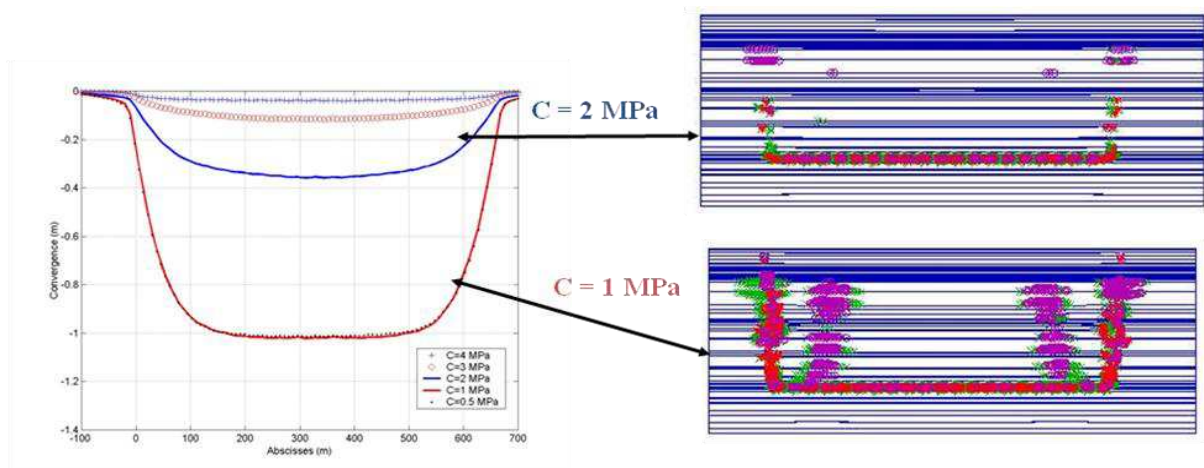 0
-0.2
-0.4
-0.6
-0.8
-1
-1.2
-1.4
Convergence (m)
-100 0 100 200 300 400 500 600 700
Abscisses (m)
C=4 MPa
C=3 MPa
C=2 MPa
C=1 MPa
C=0.5 MPa
C = 2 MPa
C = 1 MPa